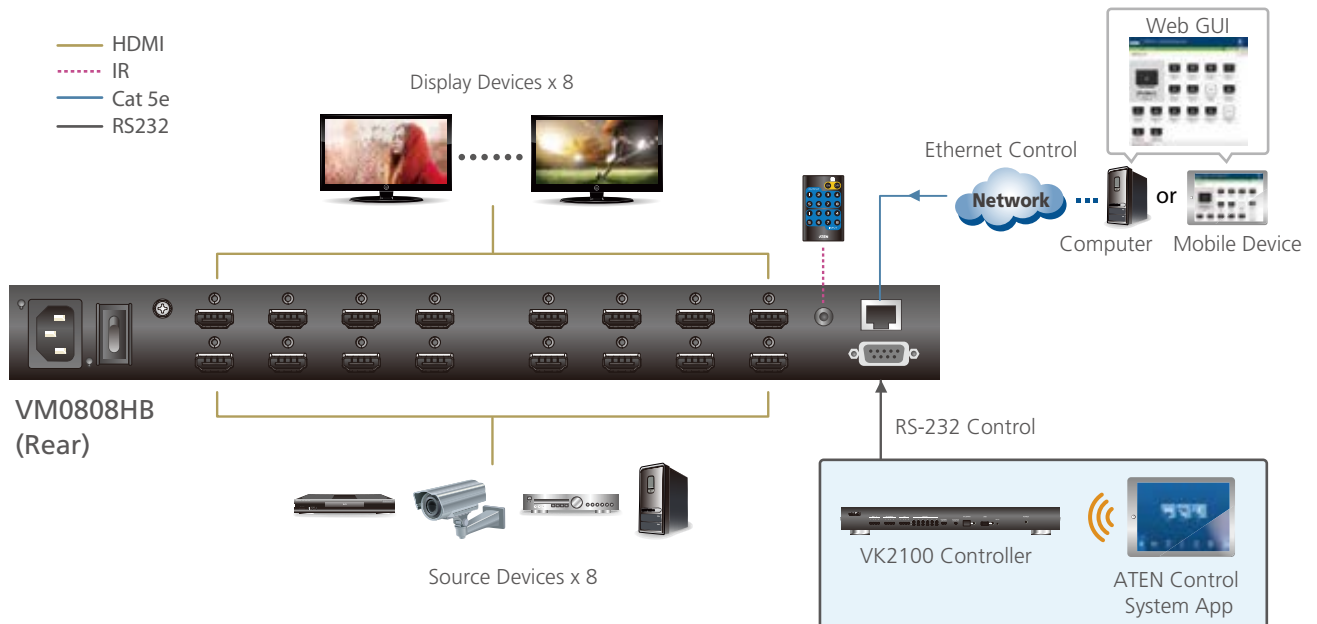 HDMI
IR
Cat 5e
RS232
Display Devices x 8
Web GUI
Ethernet Control
Network
or
Computer
Mobile Device
ATEN
VM0808HB
(Rear)
RS-232 Control
Source Devices x 8
VK2100 Controller
ATEN Control
System App